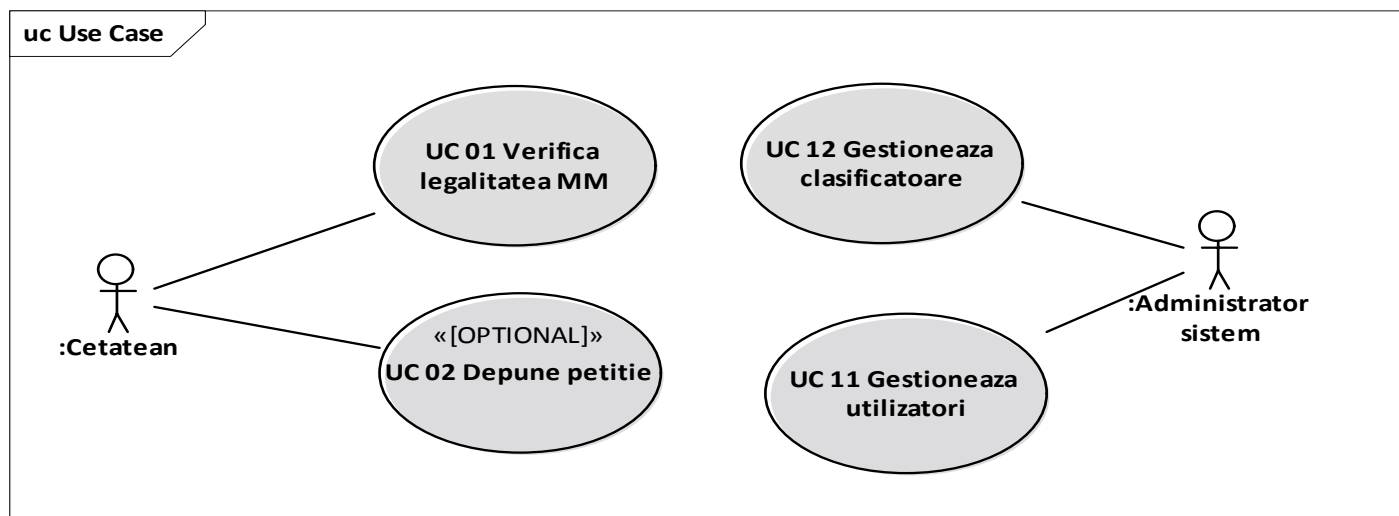 uc Use Case
UC 01 Verifica
legalitatea MM
UC 12 Gestioneaza
clasificatoare
:Cetatean
«[OPTIONAL]»
UC 02 Depune petitie
:Administrator
sistem
UC 11 Gestioneaza
utilizatori